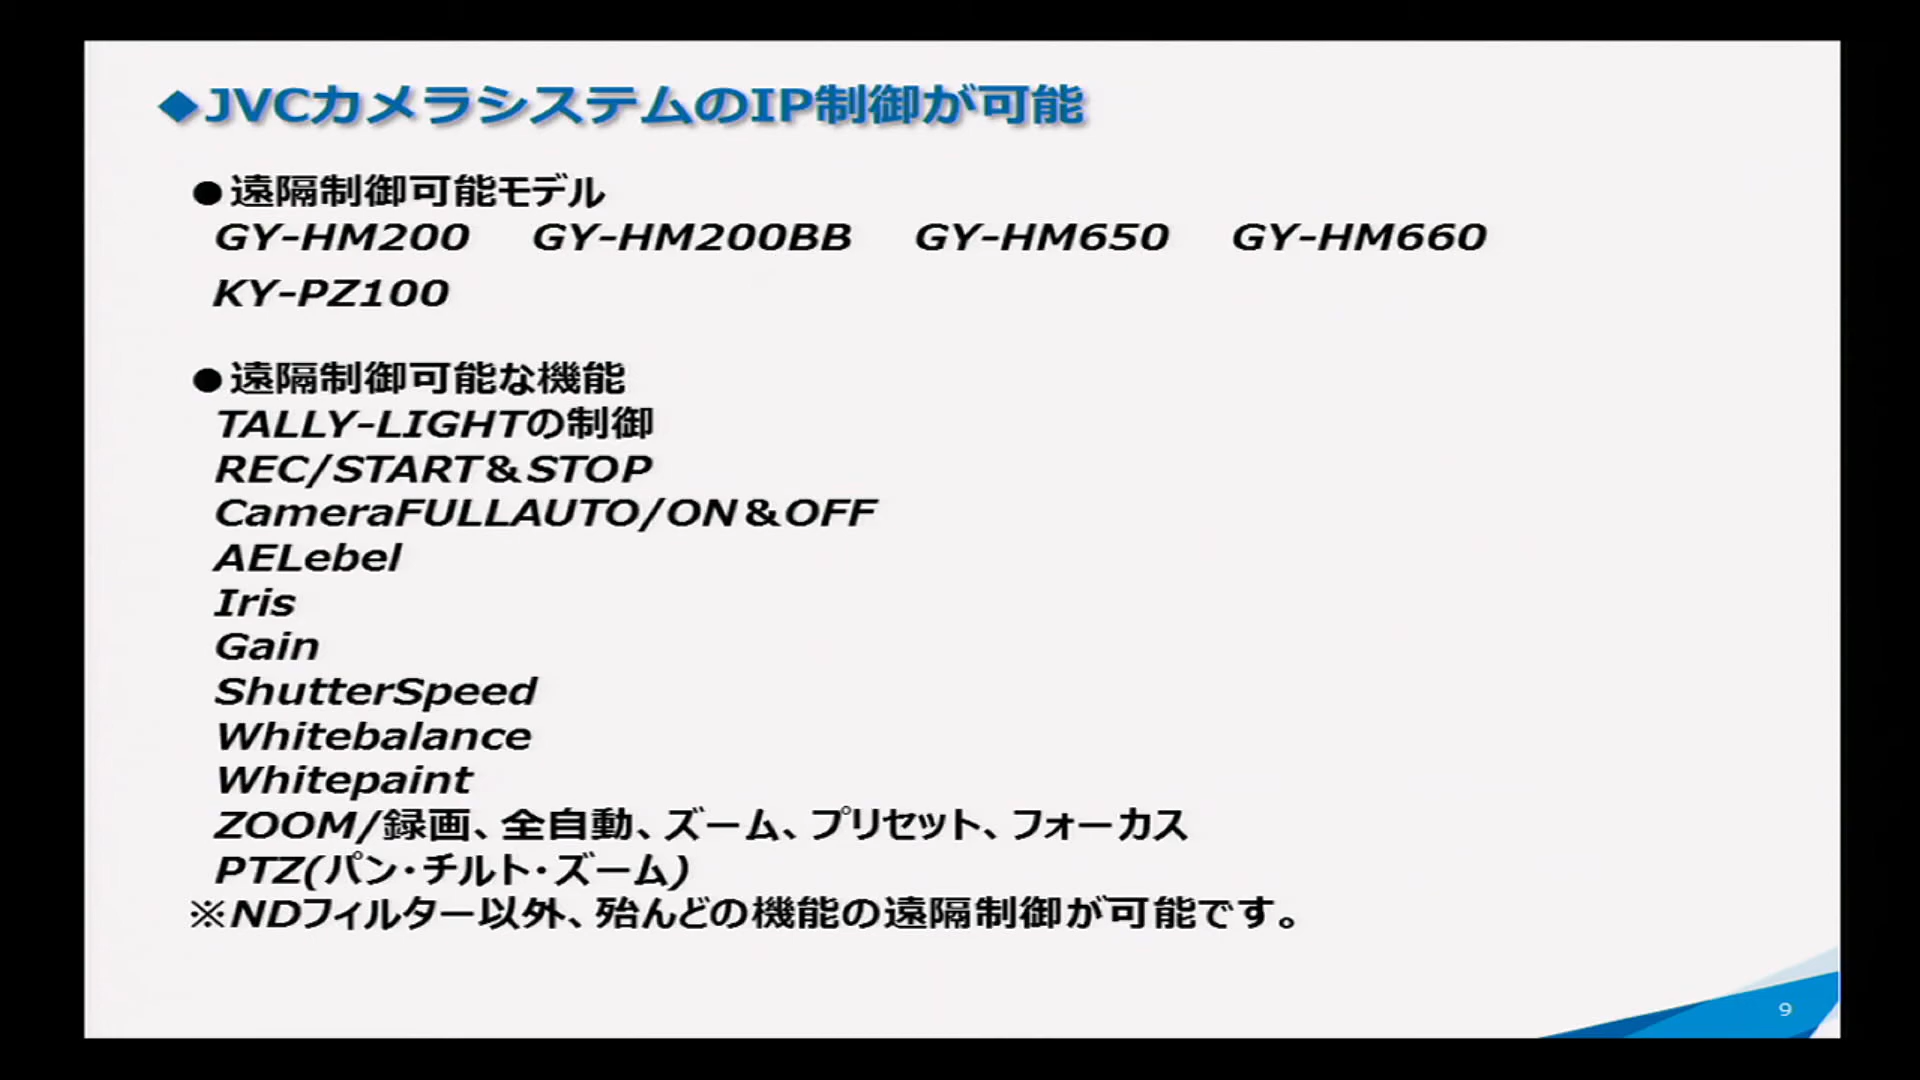 ◆JVCカメラシステムのIP制御が可能
●遠隔制御可能モデル
GY-HM200 GY-HM200BB GY-HM650 GY-HM660
KY-PZ100
●遠隔制御可能な機能
TALLY-LIGHTの制御
REC/START&STOP
CameraFULLAUTO/ON&OFF
AELebel
Iris
Gain
ShutterSpeed
Whitebalance
Whitepaint
ZOOM/録画、全自動、ズーム、プリセット、フォーカス
PTZ(パン・チルト・ズーム)
※NDフィルター以外、殆んどの機能の遠隔制御が可能です。
9